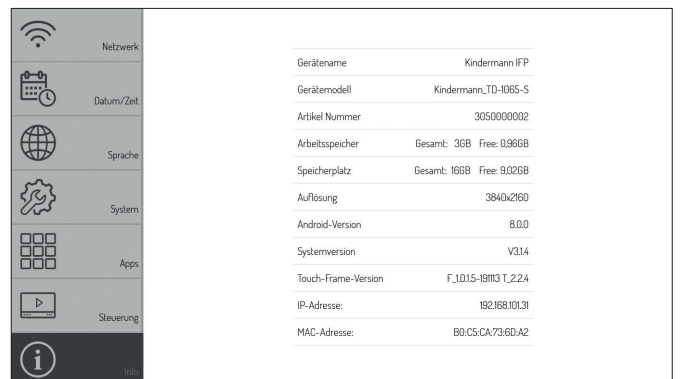 Netzwerk
Datum/Zeit
Sprache
System
Apps
Steuerung
Info
Gerätename Kindermann IFP
Gerätemodell Kindermann_TD-1065-S
Artikel Nummer 3050000002
Arbeitsspeicher Gesamt: 3GB Free: 0,96GB
Speicherplatz Gesamt: 16GB Free: 9,02GB
Auflösung 3840x2160
Android-Version 8.0.0
Systemversion V3.1.4
Touch-Frame-Version F_1.0.1.5-191113 T_2.2.4
IP-Adresse: 192.168.101.31
MAC-Adresse: B0:C5:CA:73:6D:A2